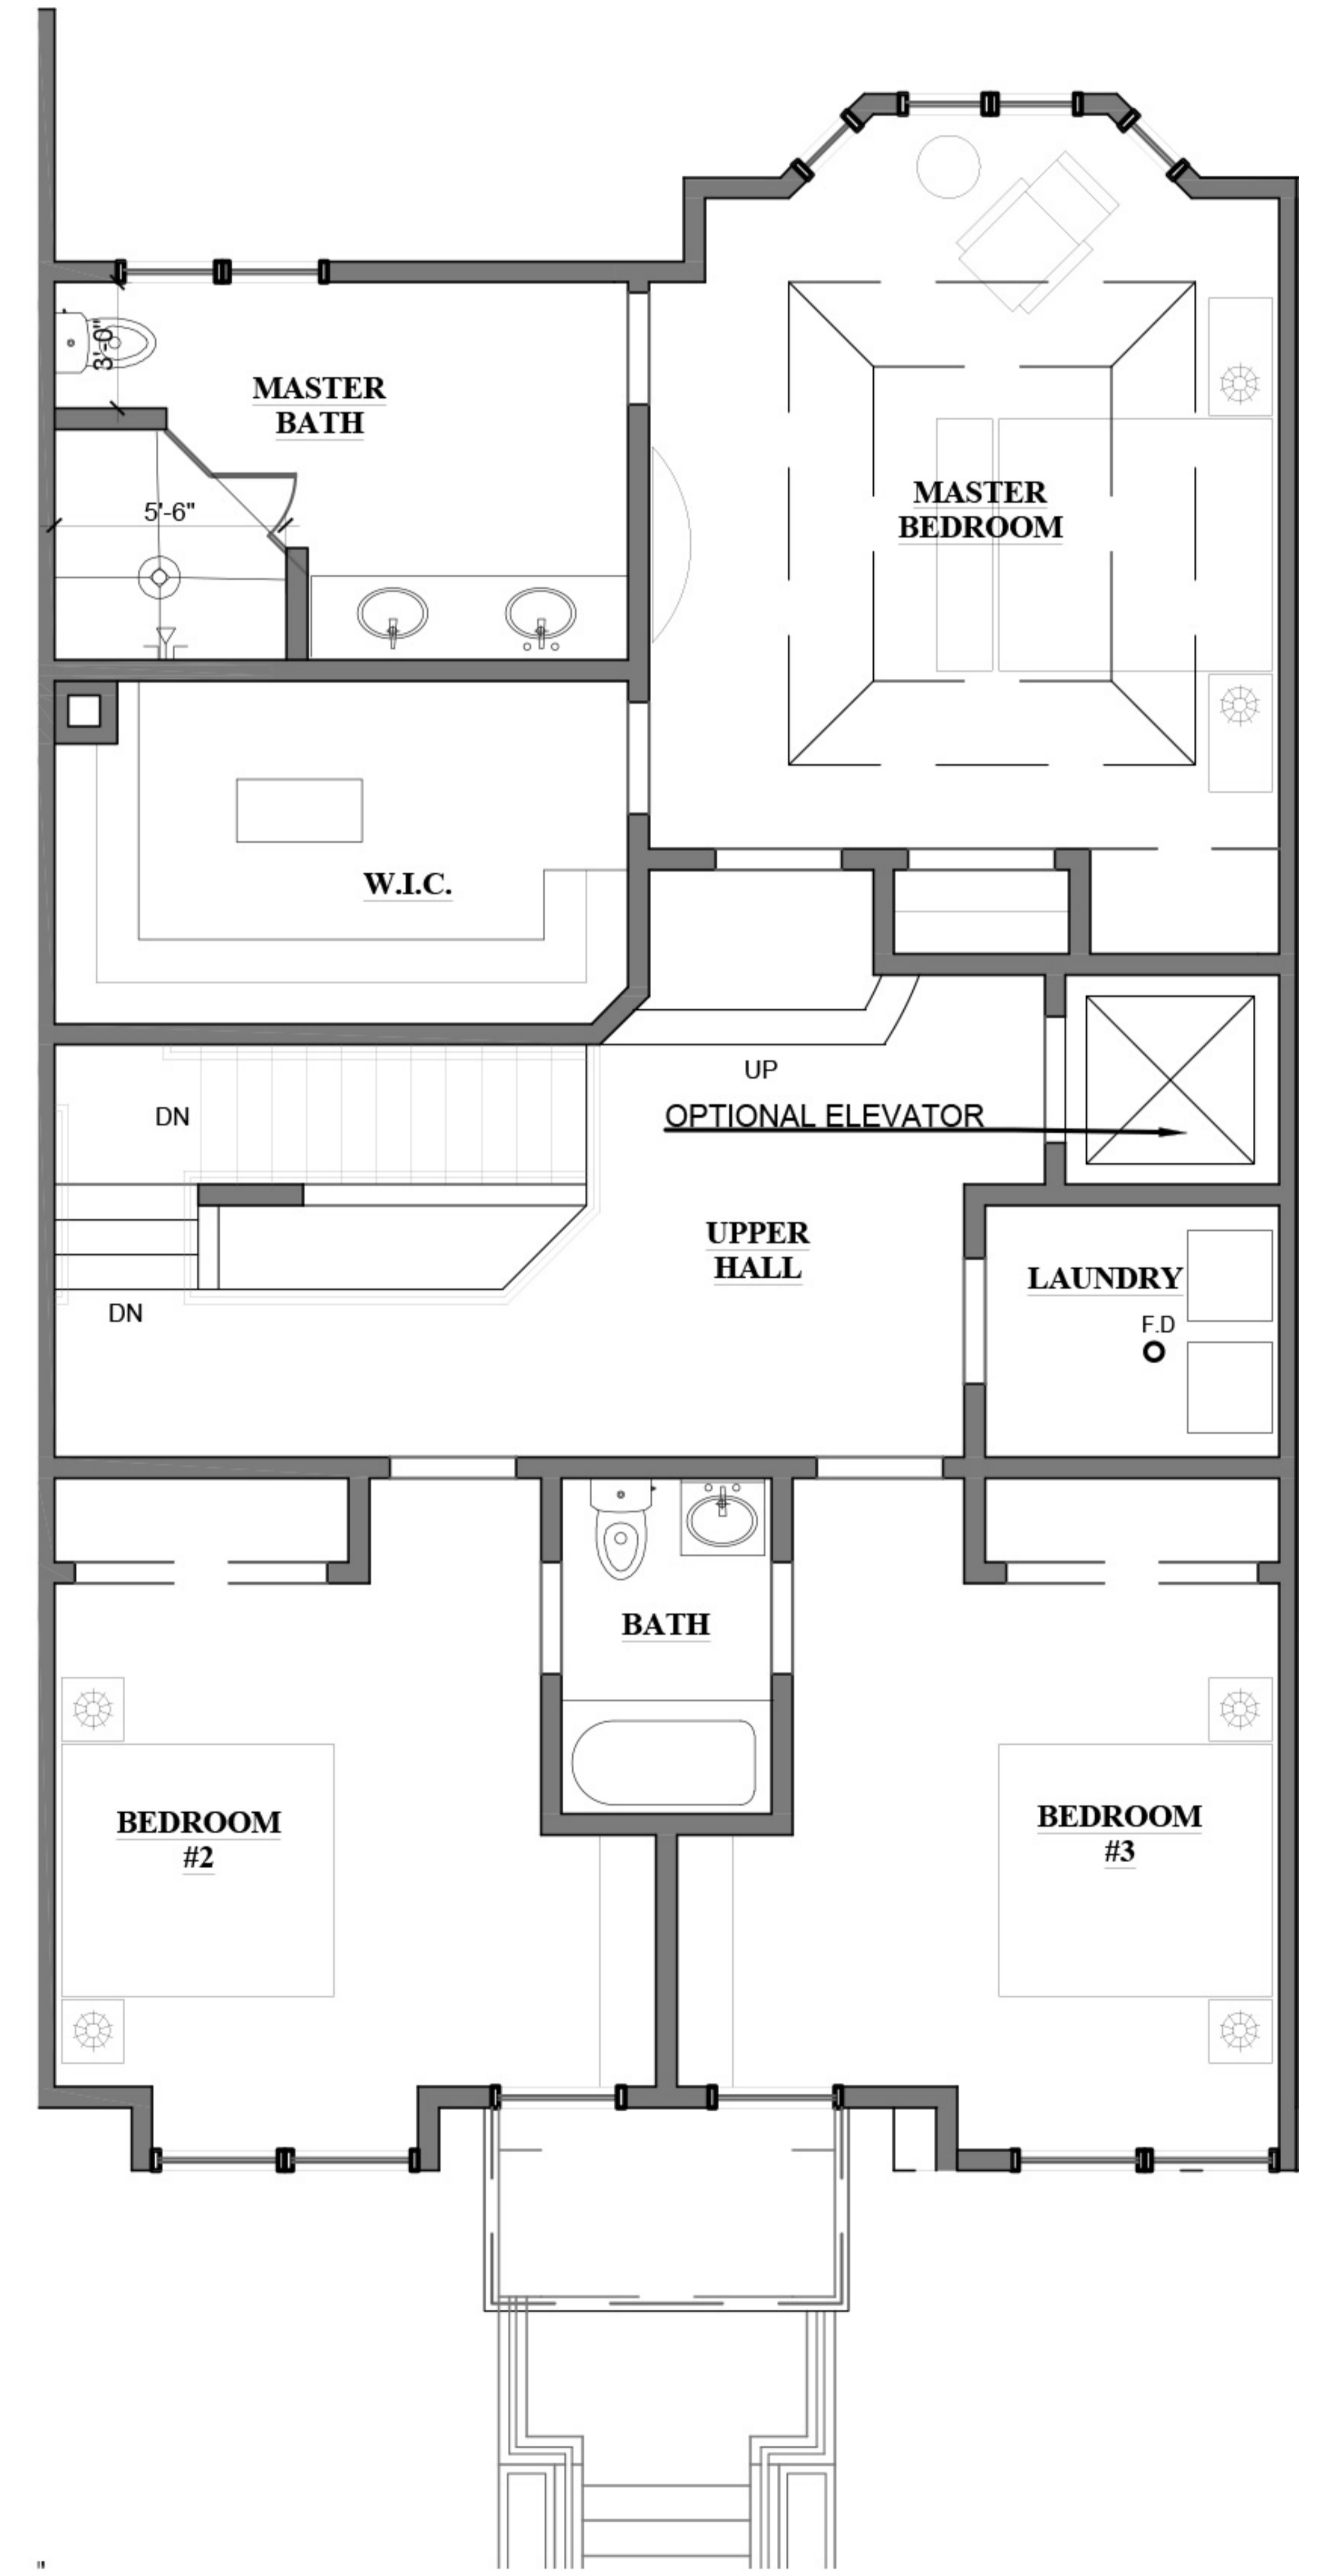 3'-0"
MASTER
BATH
5'-6"
MASTER
BEDROOM
W.I.C.
UP
DN
OPTIONAL ELEVATOR
UPPER
HALL
LAUNDRY
DN
F.D
BATH
BEDROOM
#2
BEDROOM
#3
"